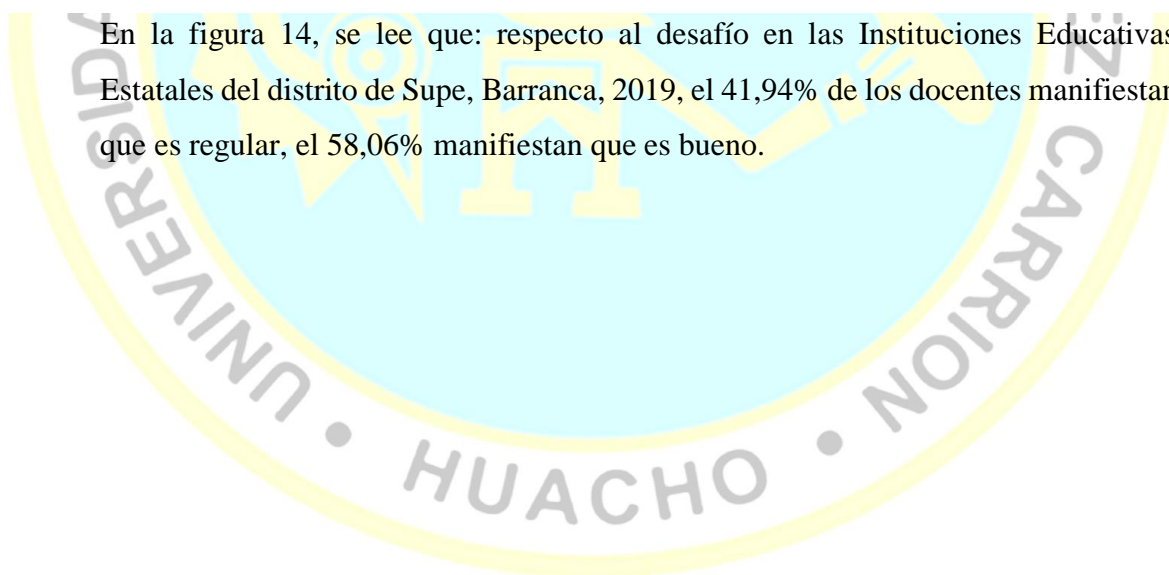 En la figura 14, se lee que: respecto al desafío en las Instituciones Educativas
Estatales del distrito de Supe, Barranca, 2019, el 41,94% de los docentes manifiestan
que es regular, el 58,06% manifiestan que es bueno.
CARRION
HUACHO